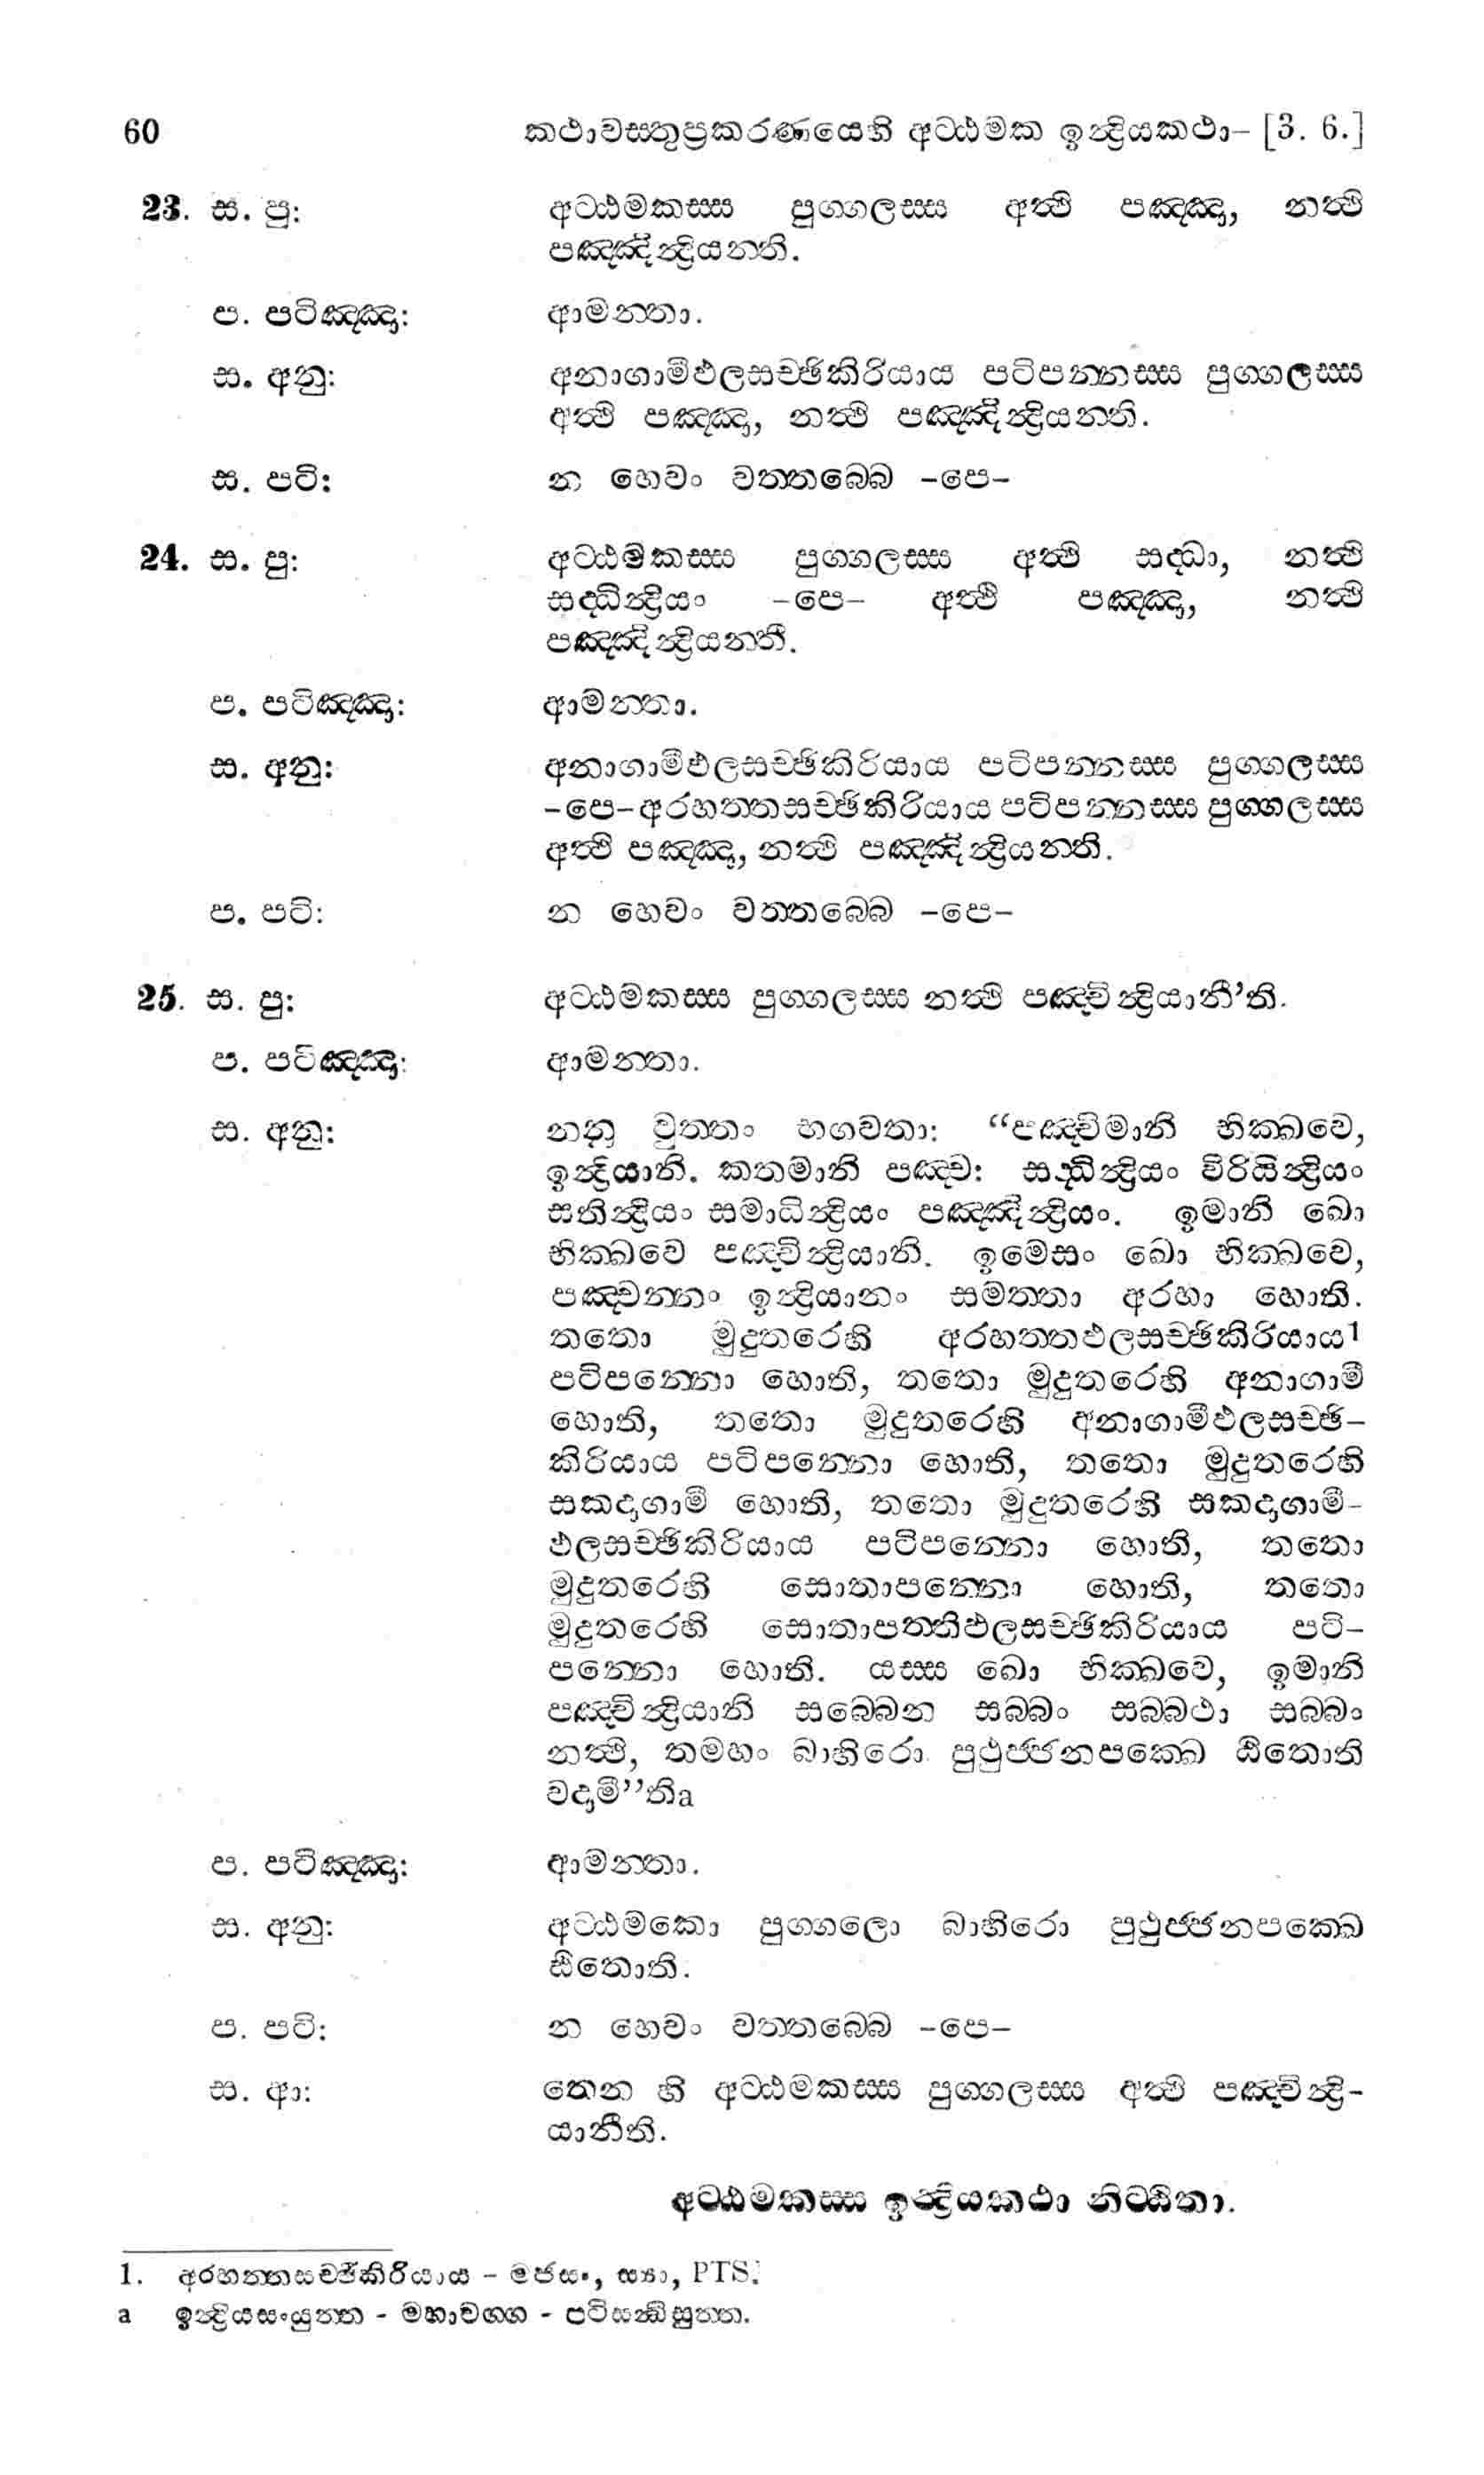 60 කථාවත්ථුප්‍රකරණයෙහි අට්ඨමක ඉන්ද්‍රියකථා– [3. 6.]
23. ස. පු: අට්ඨමකස්ස පුග්ගලස්ස අත්ථි පඤ්ඤා, නත්ථි
පඤ්ඤින්ද්‍රියන්ති.
ප. පටිඤ්ඤා: ආමන්තා.
ස. අනු: අනාගාමිඵලසච්ඡිකිරියාය පටිපන්නස්ස පුග්ගලස්ස
අත්ථි පඤ්ඤා, නත්ථි පඤ්ඤින්ද්‍රියන්ති.
ස. පටි: න හෙවං වත්තබ්බෙ –පෙ–
24. ස. පු: අට්ඨමකස්ස පුග්ගලස්ස අත්ථි සද්ධා, නත්ථි
සද්ධින්ද්‍රියං –පෙ– අත්ථි පඤ්ඤා, නත්ථි
පඤ්ඤින්ද්‍රියන්තී.
ප. පටිඤ්ඤා: ආමන්තා.
ස. අනු: අනාගාමීඵලසච්ඡිකිරියාය පටිපන්නස්ස පුග්ගලස්ස
–පෙ–අරහත්තසච්ඡිකිරියාය පටිපන්නස්ස පුග්ගලස්ස
අත්ථි පඤ්ඤා, නත්ථි පඤ්ඤින්ද්‍රියන්ති.
ප. පටි: න හෙවං වත්තබ්බෙ –පෙ–
25. ස. පු: අට්ඨමකස්ස පුග්ගලස්ස නත්ථි පඤ්චින්ද්‍රියානී’ති.
ප. පටිඤ්ඤා: ආමන්තා.
ස. අනු: නනු වුත්තං භගවතා: “පඤ්චිමානි භික්ඛවෙ,
ඉන්ද්‍රියානි. කතමානි පඤ්ච: සද්ධින්ද්‍රියං විරියින්ද්‍රියං
සතින්ද්‍රියං සමාධින්ද්‍රියං පඤ්ඤින්ද්‍රියං. ඉමානි ඛො
භික්ඛවෙ පඤ්චින්ද්‍රියානි. ඉමෙසං ඛො භික්ඛවෙ,
පඤ්චන්නං ඉන්ද්‍රියානං සමත්තා අරහා හොති.
තතො මුදුතරෙහි අරහත්තඵලසච්ඡිකිරියාය1
පටිපන්නො හොති, තතො මුදුතරෙහි අනාගාමී
හොති, තතො මුදුතරෙහි අනාගාමීඵලසච්ඡි–
කිරියාය පටිපන්නො හොති, තතො මුදුතරෙහි
සකදාගාමී හොති, තතො මුදුතරෙහි සකදාගාමී–
ඵලසච්ඡිකිරියාය පටිපන්නො හොති, තතො
මුදුතරෙහි සොතාපන්නො හොති, තතො
මුදුතරෙහි සොතාපත්තිඵලසච්ඡිකිරියාය පටි–
පන්නො හොති. යස්ස ඛො භික්ඛවෙ, ඉමානි
පඤ්චින්ද්‍රියානි සබ්බෙන සබ්බං සබ්බථා සබ්බං
නත්ථි, තමහං බාහිරො පුථුජ්ජනපක්ඛෙ ඨිතොති
වදාමී”තිa
ප. පටිඤ්ඤා: ආමන්තා.
ස. අනු: අට්ඨමකො පුග්ගලො බාහිරො පුථුජ්ජනපක්ඛෙ
ඨිතොති.
ප. පටි: න හෙවං වත්තබ්බෙ –පෙ–
ස. ආ: තෙන හි අට්ඨමකස්ස පුග්ගලස්ස අත්ථි පඤ්චින්ද්‍රි–
යානීති.
අට්ඨමකස්ස ඉන්ද්‍රියකථා නිට්ඨිතා.
1. අරහත්තසච්ඡිකිරියාය – මජසං, ස්‍යා, PTS.
a ඉන්ද්‍රියසංයුත්ත - මහාවග්ග - පටිසන්ධිසුත්ත.